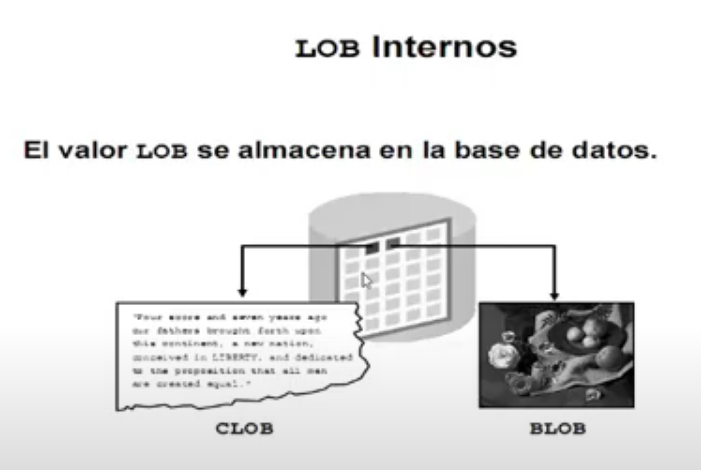 LOB Internos
El valor LOB se almacena en la base de datos.
"Four score and seven years ago
our fathers brought forth upon
this continent, a new nation,
conceived in LIBERTY, and dedicated
to the proposition that all men
are created equal."
CLOB
BLOB